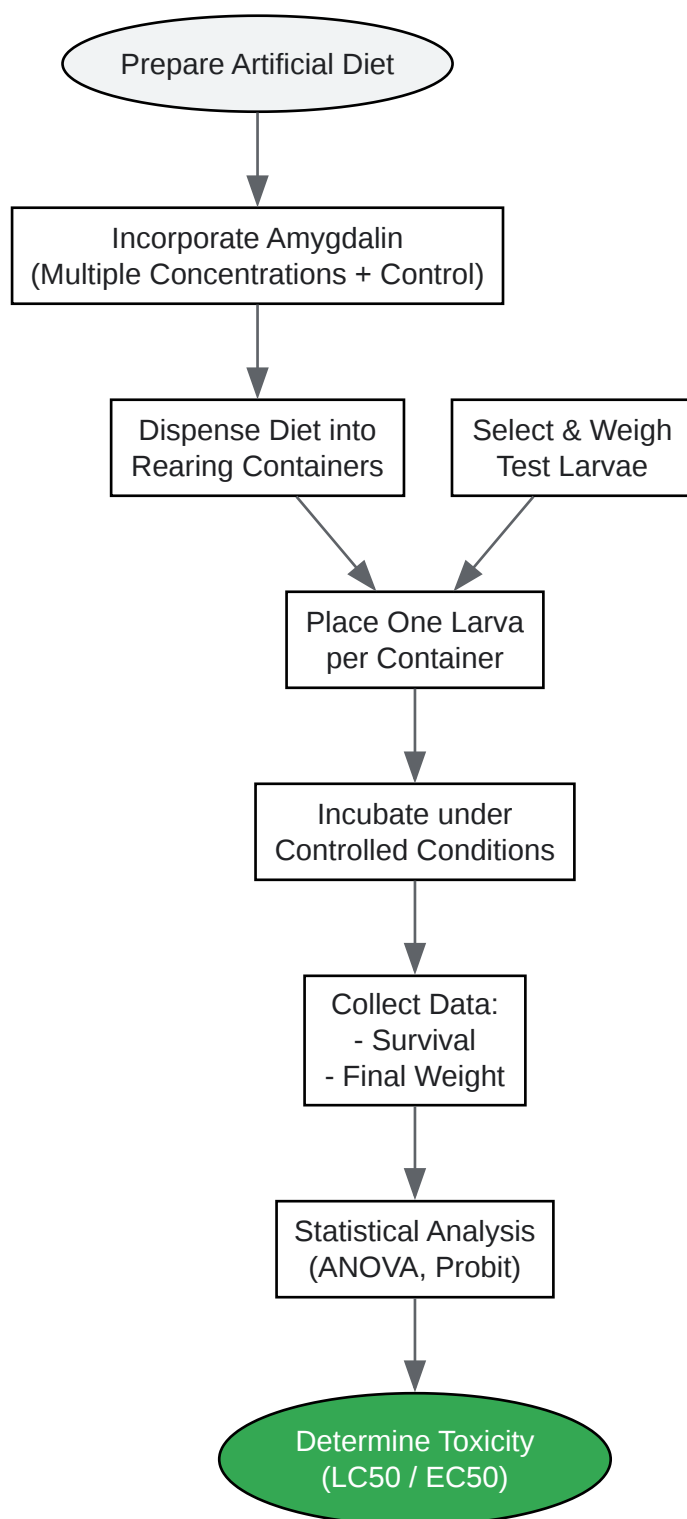 Prepare Artificial Diet
Incorporate Amygdalin
(Multiple Concentrations + Control)
Dispense Diet into
Rearing Containers
Select & Weigh
Test Larvae
Place One Larva
per Container
Incubate under
Controlled Conditions
Collect Data:
- Survival
- Final Weight
Statistical Analysis
(ANOVA, Probit)
Determine Toxicity
(LC50 / EC50)